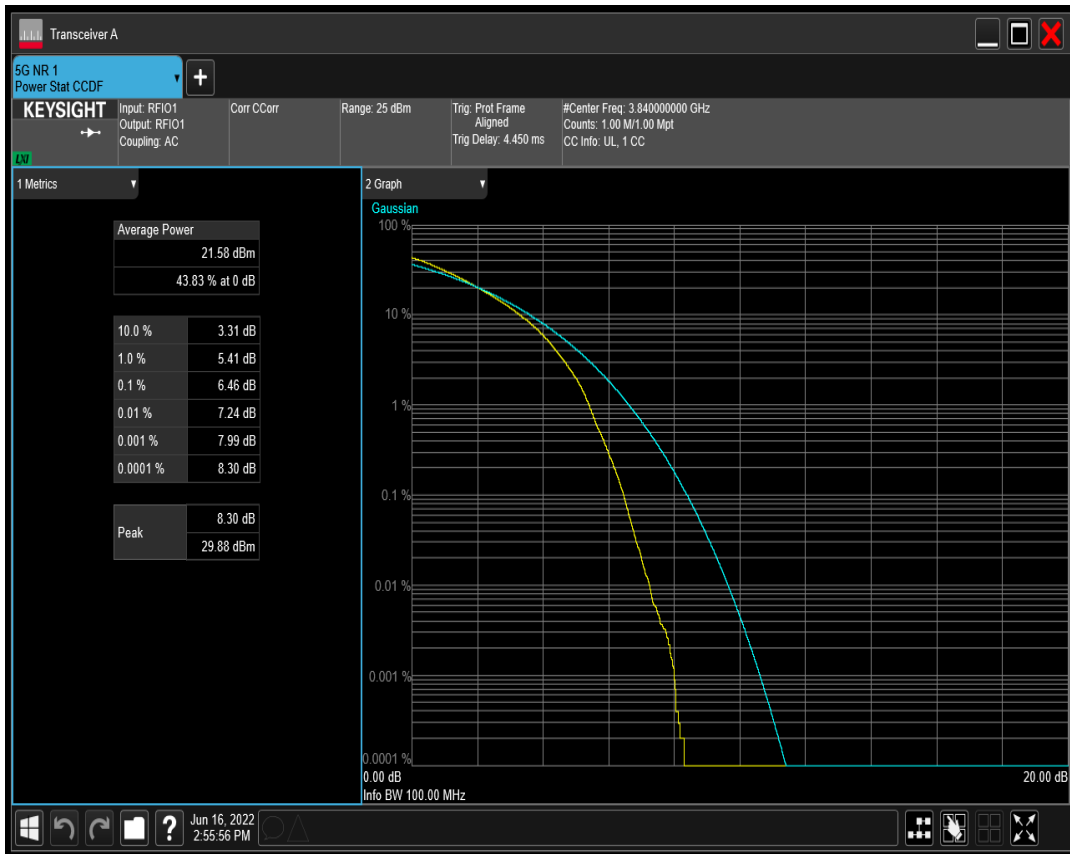 Transceiver A
5G NR 1
Power Stat CCDF
+
KEYSIGHT
LXI
Input: RFIO1
Output: RFIO1
Coupling: AC
Corr CCorr
Range: 25 dBm
Trig: Prot Frame
Aligned
Trig Delay: 4.450 ms
#Center Freq: 3.840000000 GHz
Counts: 1.00 M/1.00 Mpt
CC Info: UL, 1 CC
1 Metrics
Average Power
21.58 dBm
43.83 % at 0 dB
10.0 % 3.31 dB
1.0 % 5.41 dB
0.1 % 6.46 dB
0.01 % 7.24 dB
0.001 % 7.99 dB
0.0001 % 8.30 dB
Peak
8.30 dB
29.88 dBm
2 Graph
Gaussian
100 %
10 %
1 %
0.1 %
0.01 %
0.001 %
0.0001 %
0.00 dB 20.00 dB
Info BW 100.00 MHz
?
Jun 16, 2022
2:55:56 PM